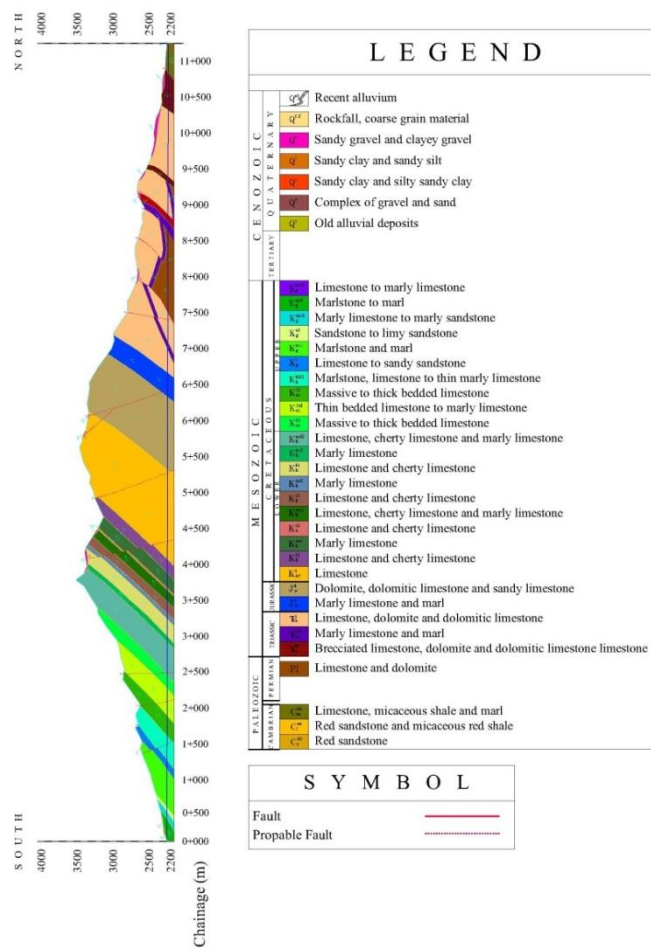 NORTH
4000
3500
3000
2500
2200
11+000
10+500
10+000
9+500
9+000
8+500
8+000
7+500
7+000
6+500
6+000
5+500
5+000
4+500
4+000
3+500
3+000
2+500
2+000
1+500
1+000
0+500
0+000
SOUTH
4000
3500
3000
2500
2200
Chainage (m)
LEGEND
CENOZOIC
QUATERNARY
Recent alluvium
Rockfall, coarse grain material
Sandy gravel and clayey gravel
Sandy clay and sandy silt
Sandy clay and silty sandy clay
Complex of gravel and sand
Old alluvial deposits
TERTIARY
MESOZOIC
CRETACEOUS
UPPER
Limestone to marly limestone
Marlstone to marl
Marly limestone to marly sandstone
Sandstone to limy sandstone
Marlstone and marl
Limestone to sandy sandstone
Marlstone, limestone to thin marly limestone
Massive to thick bedded limestone
Thin bedded limestone to marly limestone
Massive to thick bedded limestone
LOWER
Limestone, cherty limestone and marly limestone
Marly limestone
Limestone and cherty limestone
Marly limestone
Limestone and cherty limestone
Limestone, cherty limestone and marly limestone
Limestone and cherty limestone
Marly limestone
Limestone and cherty limestone
Limestone
JURASSIC
Dolomite, dolomitic limestone and sandy limestone
Marly limestone and marl
TRIASSIC
Limestone, dolomite and dolomitic limestone
Marly limestone and marl
Brecciated limestone, dolomite and dolomitic limestone limestone
PALEOZOIC
PERMIAN
Limestone and dolomite
CAMBRIAN
Limestone, micaceous shale and marl
Red sandstone and micaceous red shale
Red sandstone
SYMBOL
Fault
Propable Fault